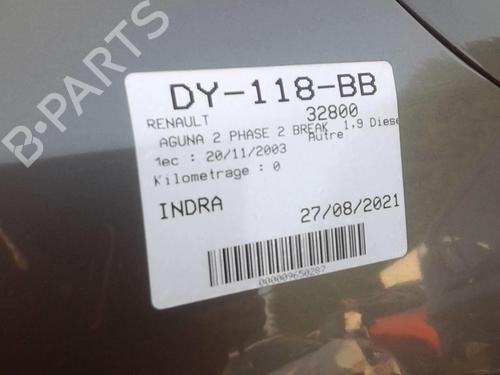 B-PARTS
DY-118-BB
RENAULT 32800
AGUNA 2 PHASE 2 BREAK 1,9 Diese
Autre
1ec : 20/11/2003
Kilometrage : 0
INDRA 27/08/2021
000009650287